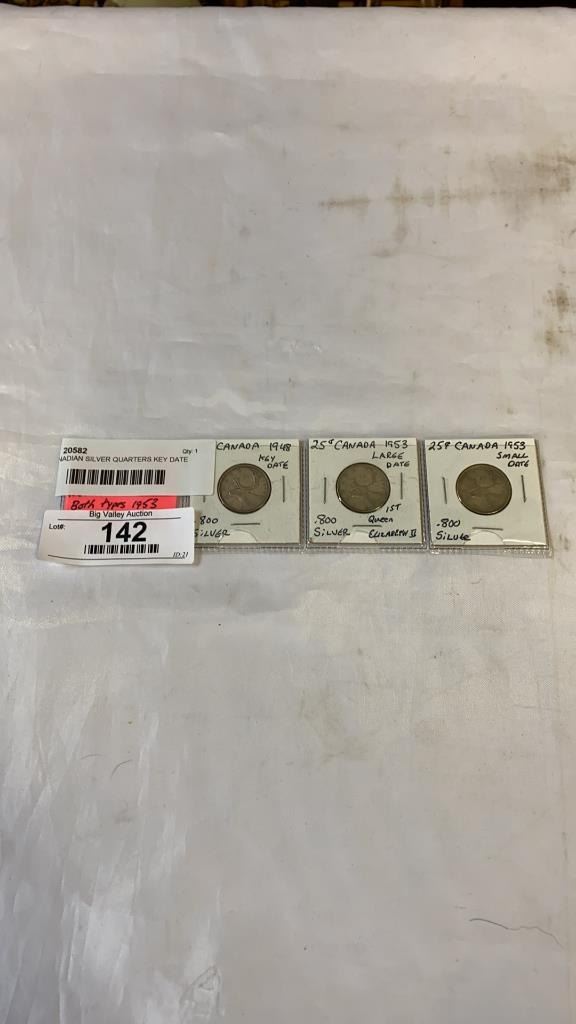 20582 Qty: 1
NADIAN SILVER QUARTERS KEY DATE
Both types 1953
Big Valley Auction
Lot#: 142
ID:21
CANADA 1948
KEY
DATE
.800
SILVER
25¢ CANADA 1953
LARGE
DATE
1ST
Queen
ELIZABETH II
.800
SILVER
25¢ CANADA 1953
SMALL
DATE
.800
SILVER